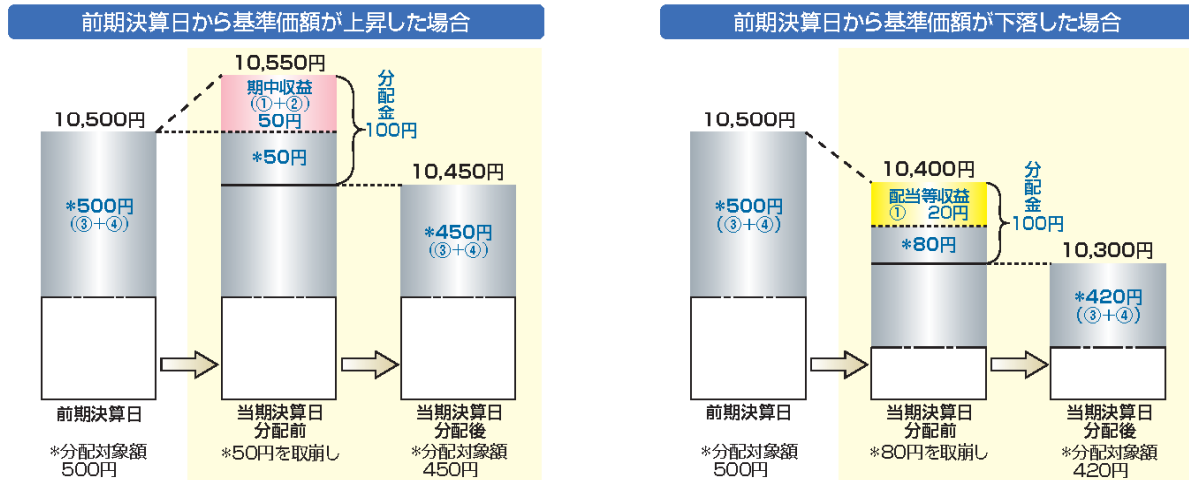 前期決算日から基準価額が上昇した場合
10,550円
期中収益
(①+②)
50円
分配金
100円
10,500円
*50円
10,450円
*500円
(③+④)
*450円
(③+④)
前期決算日
当期決算日
分配前
当期決算日
分配後
*分配対象額
500円
*50円を取崩し
*分配対象額
450円
前期決算日から基準価額が下落した場合
10,500円
10,400円
配当等収益
① 20円
分配金
100円
*500円
(③+④)
*80円
10,300円
*420円
(③+④)
前期決算日
当期決算日
分配前
当期決算日
分配後
*分配対象額
500円
*80円を取崩し
*分配対象額
420円